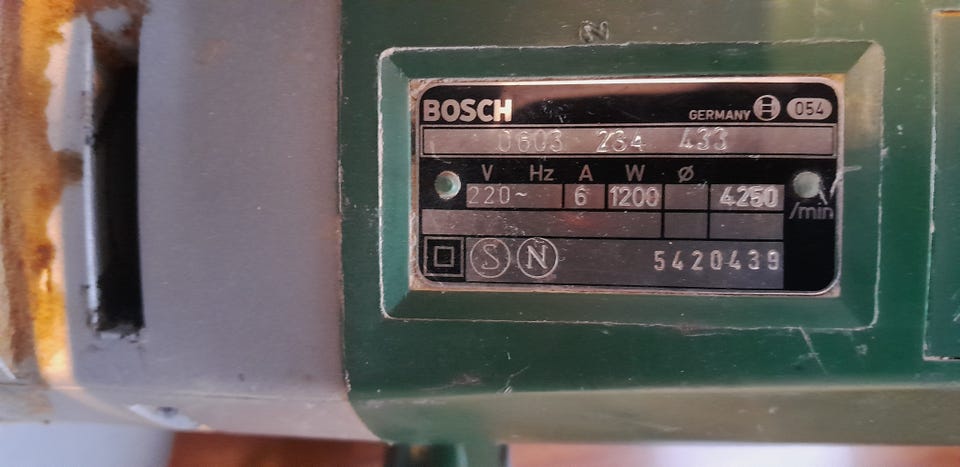 BOSCH GERMANY 054
0603 234 433
V Hz A W Ø
220~ 6 1200 4250
/min
S N 5420439